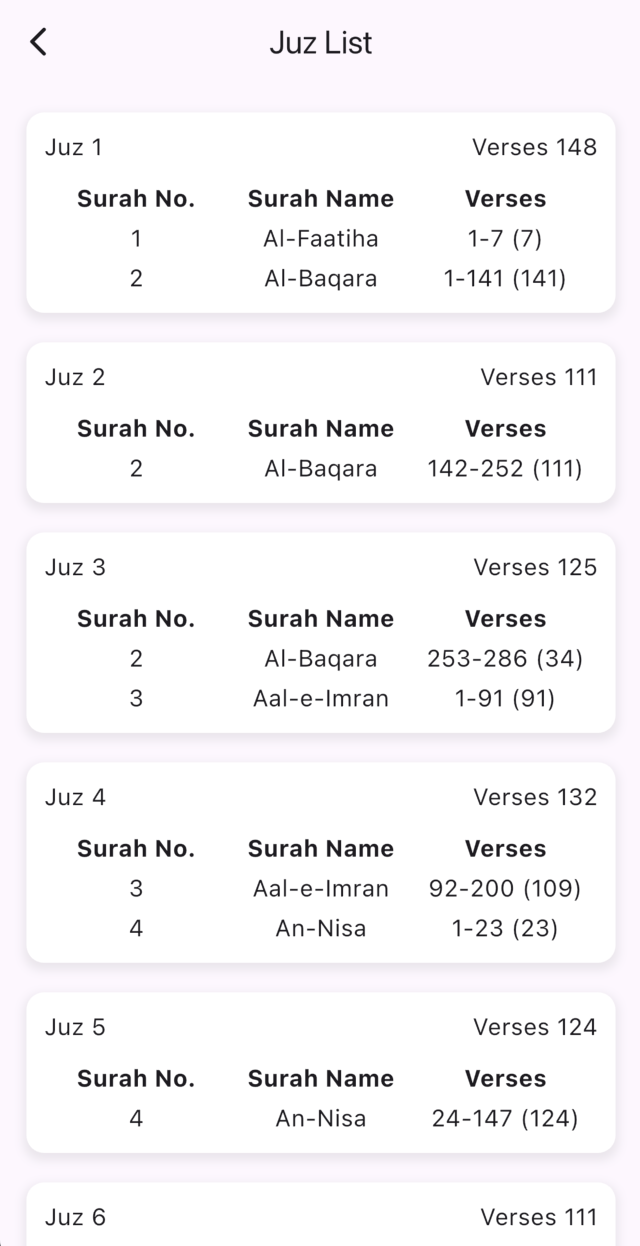 Juz List
Juz 1 Verses 148
Surah No. Surah Name Verses
1 Al-Faatiha 1-7 (7)
2 Al-Baqara 1-141 (141)
Juz 2 Verses 111
Surah No. Surah Name Verses
2 Al-Baqara 142-252 (111)
Juz 3 Verses 125
Surah No. Surah Name Verses
2 Al-Baqara 253-286 (34)
3 Aal-e-Imran 1-91 (91)
Juz 4 Verses 132
Surah No. Surah Name Verses
3 Aal-e-Imran 92-200 (109)
4 An-Nisa 1-23 (23)
Juz 5 Verses 124
Surah No. Surah Name Verses
4 An-Nisa 24-147 (124)
Juz 6 Verses 111